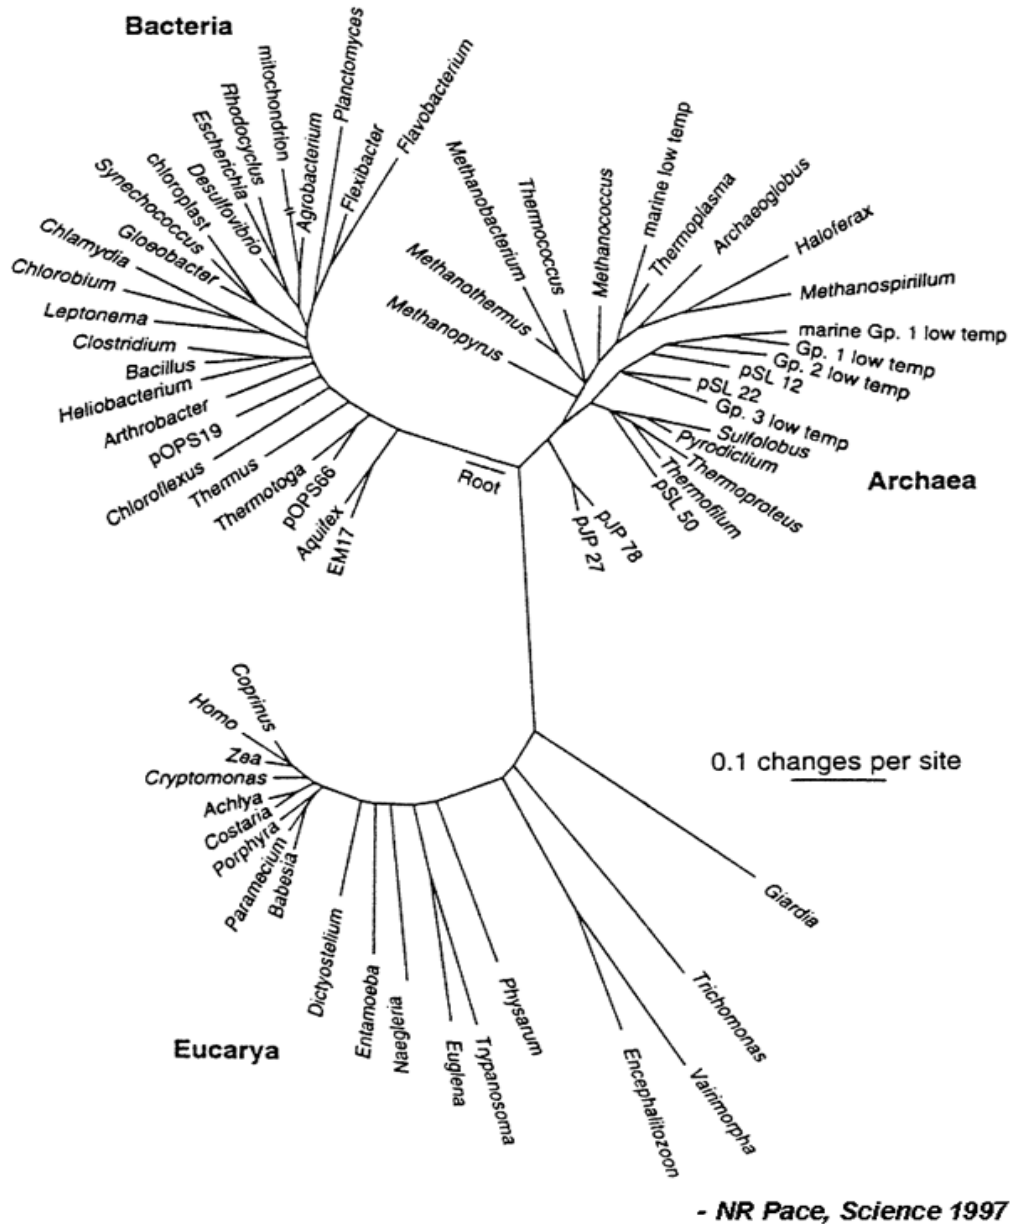 Bacteria
mitochondrion
Planctomyces
Rhodocyclus
Escherichia
Desulfovibrio
Agrobacterium
Flexibacter
Flavobacterium
chloroplast
Synechococcus
Gloeobacter
Chlamydia
Chlorobium
Leptonema
Clostridium
Bacillus
Heliobacterium
Arthrobacter
pOPS19
Chloroflexus
Thermus
Thermotoga
pOPS66
Aquifex
EM17
Root
Methanopyrus
Methanothermus
Methanobacterium
Thermococcus
Methanococcus
marine low temp
Thermoplasma
Archaeoglobus
Haloferax
Methanospirillum
marine Gp. 1 low temp
Gp. 1 low temp
Gp. 2 low temp
pSL 12
pSL 22
Gp. 3 low temp
Sulfolobus
Pyrodictium
Thermoproteus
Thermofilum
pSL 50
pJP 78
pJP 27
Archaea
Coprinus
Homo
Zea
Cryptomonas
Achlya
Costaria
Porphyra
Paramecium
Babesia
Dictyostelium
Entamoeba
Naegleria
Euglena
Trypanosoma
Physarum
Encephalitozoon
Vairimorpha
Trichomonas
Giardia
0.1 changes per site
Eucarya
- NR Pace, Science 1997